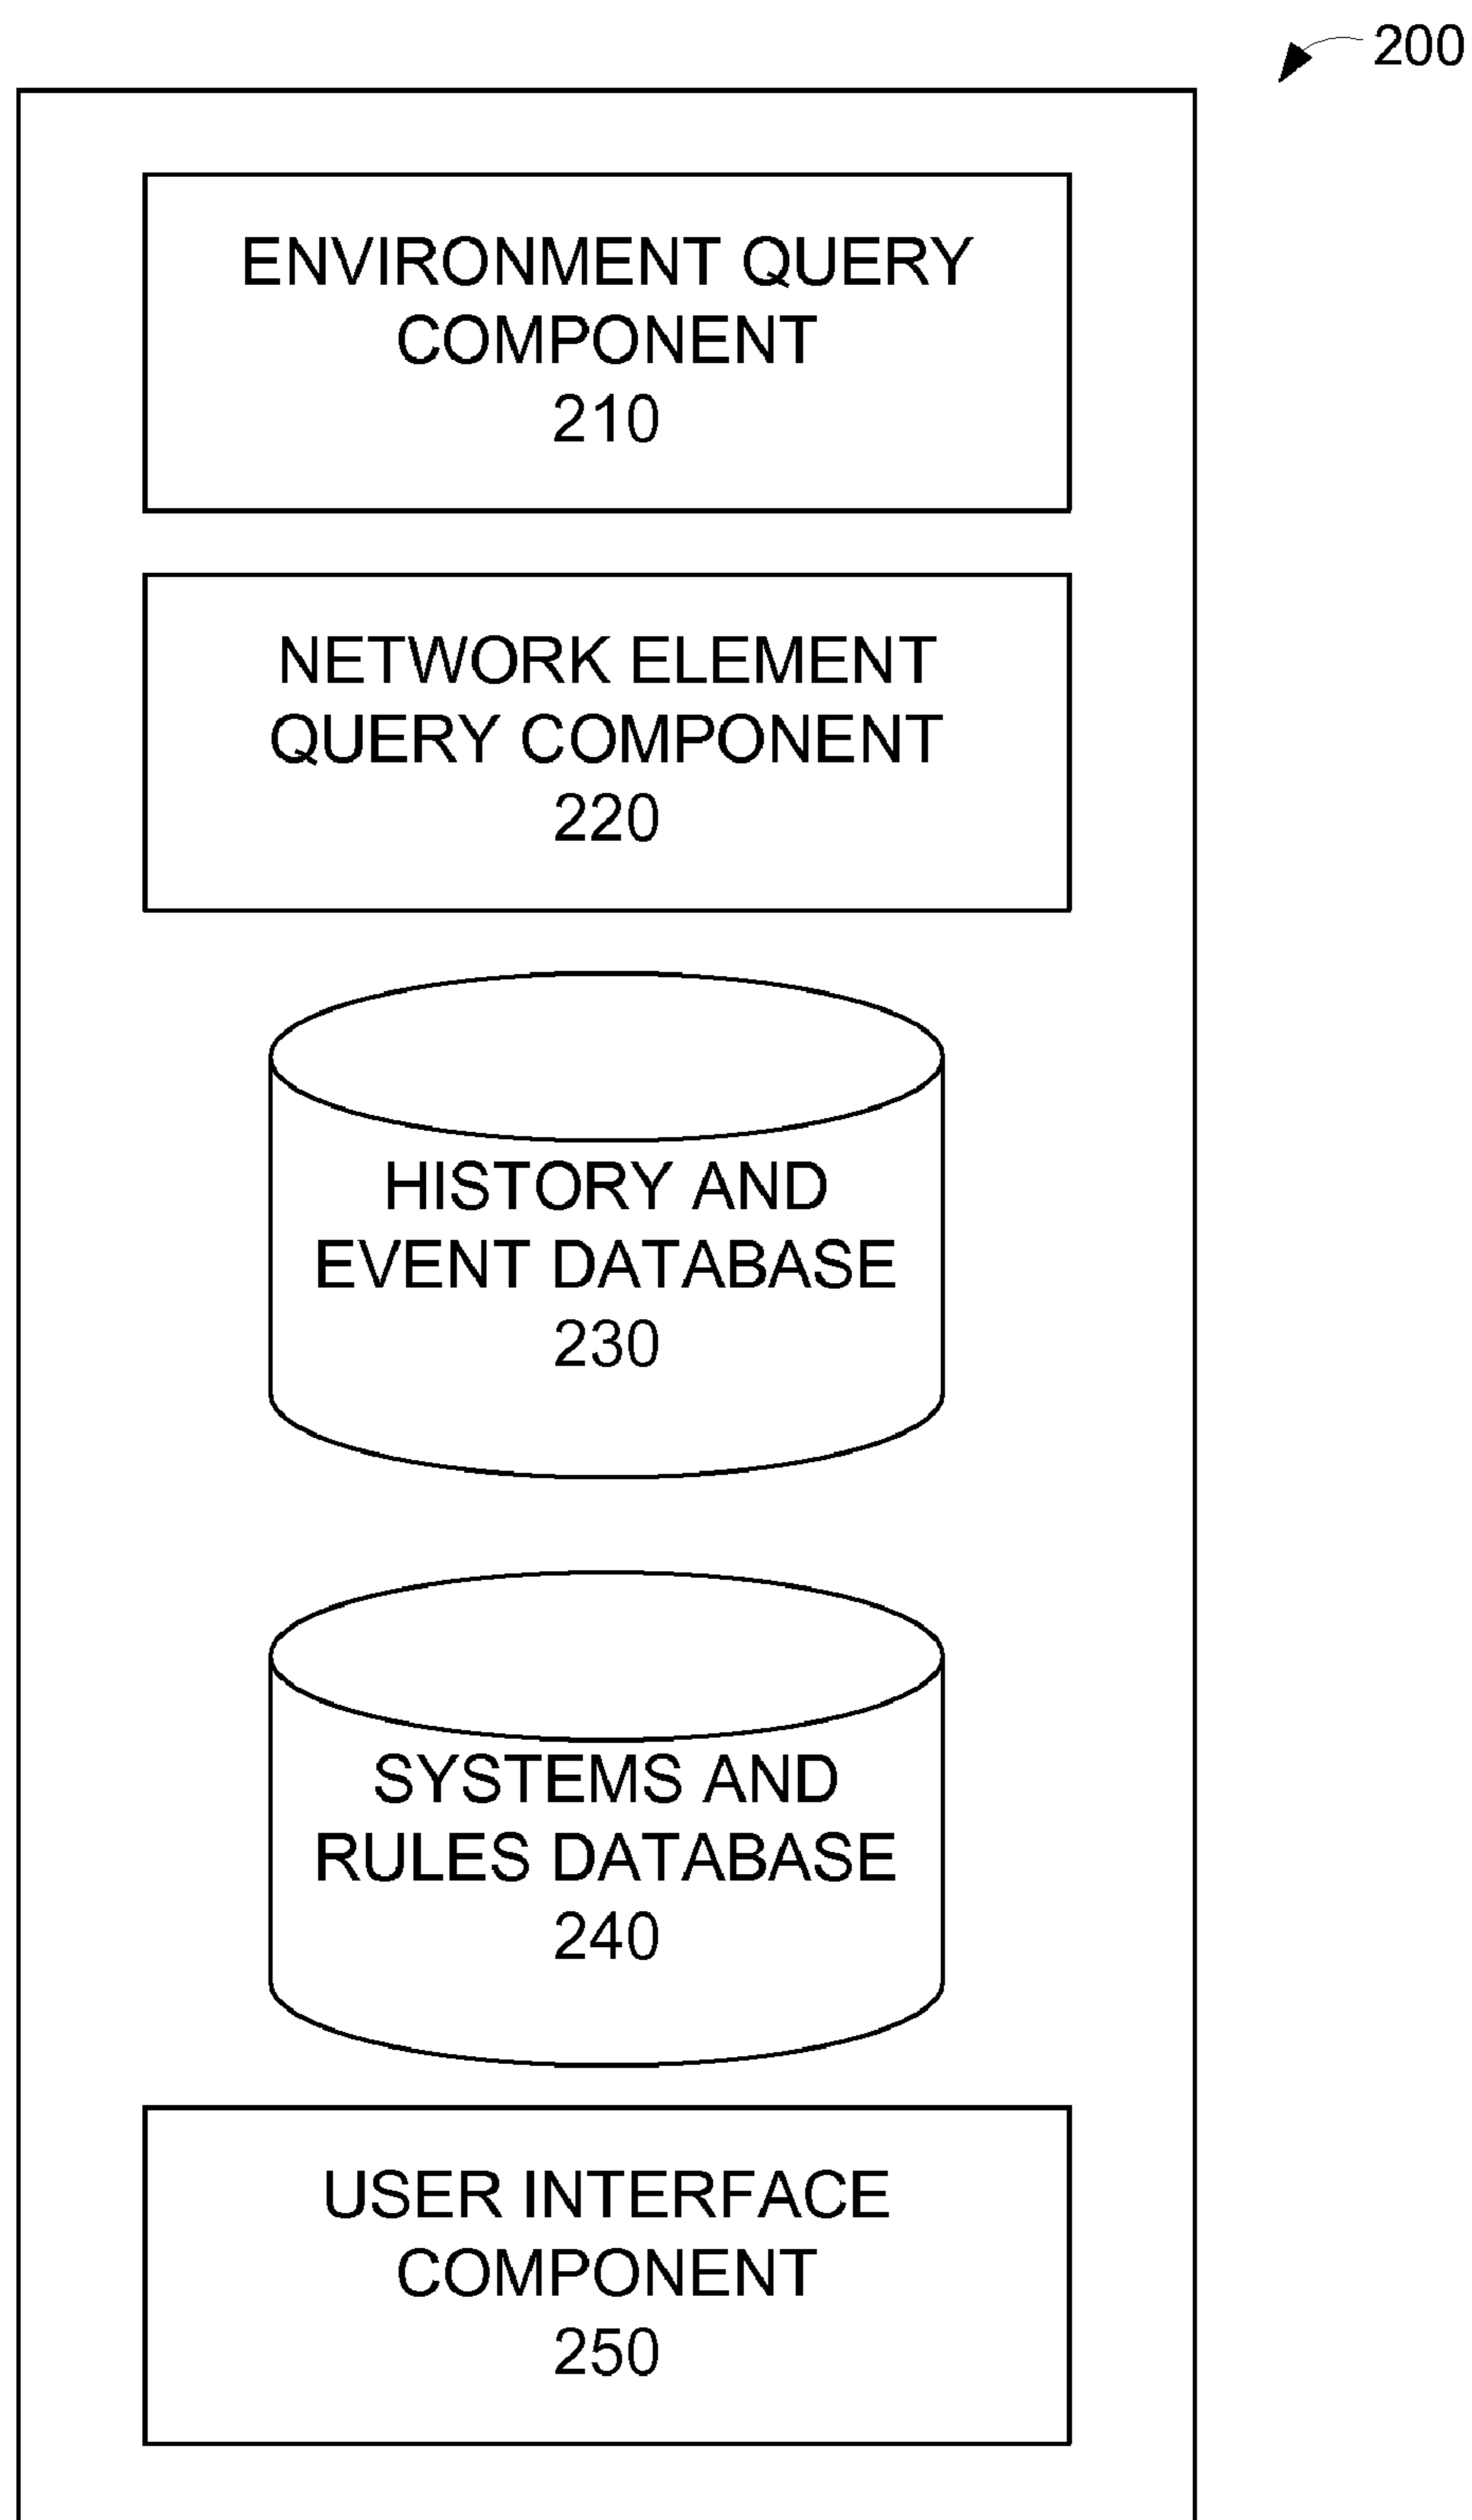 200
ENVIRONMENT QUERY
COMPONENT
210
NETWORK ELEMENT
QUERY COMPONENT
220
HISTORY AND
EVENT DATABASE
230
SYSTEMS AND
RULES DATABASE
240
USER INTERFACE
COMPONENT
250